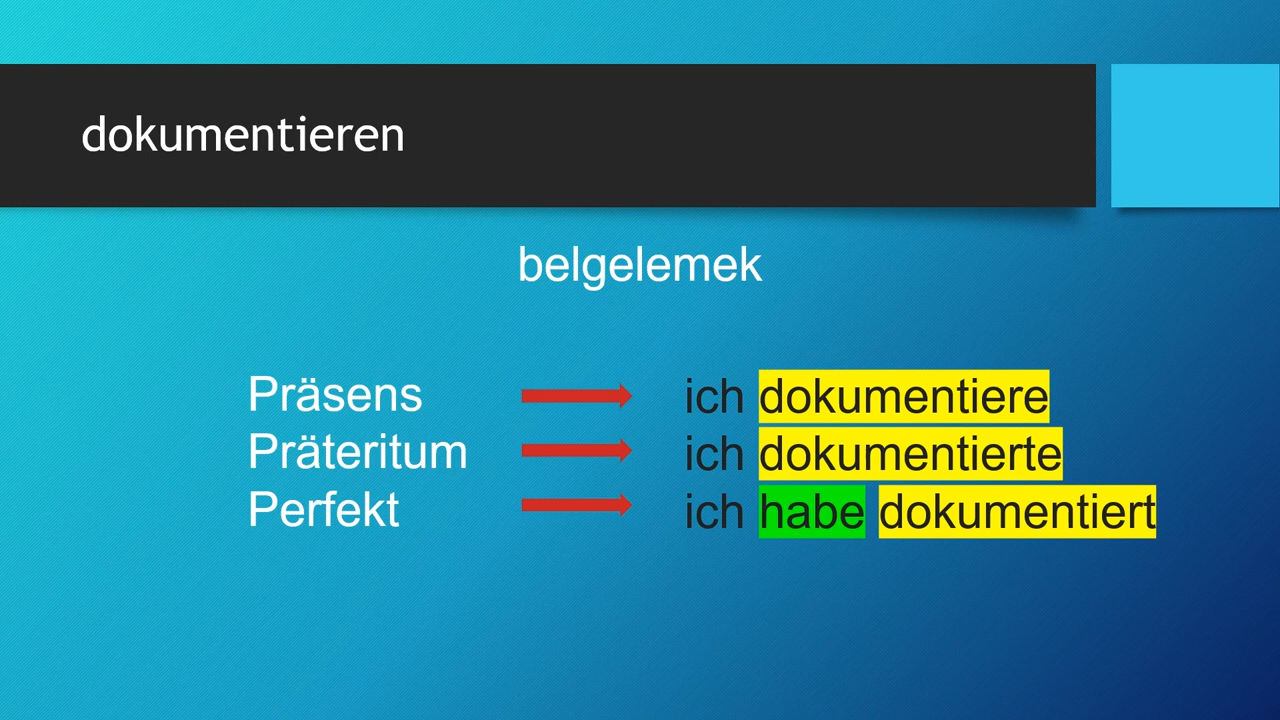 dokumentieren
belgelemek
Präsens ich dokumentiere
Präteritum ich dokumentierte
Perfekt ich habe dokumentiert